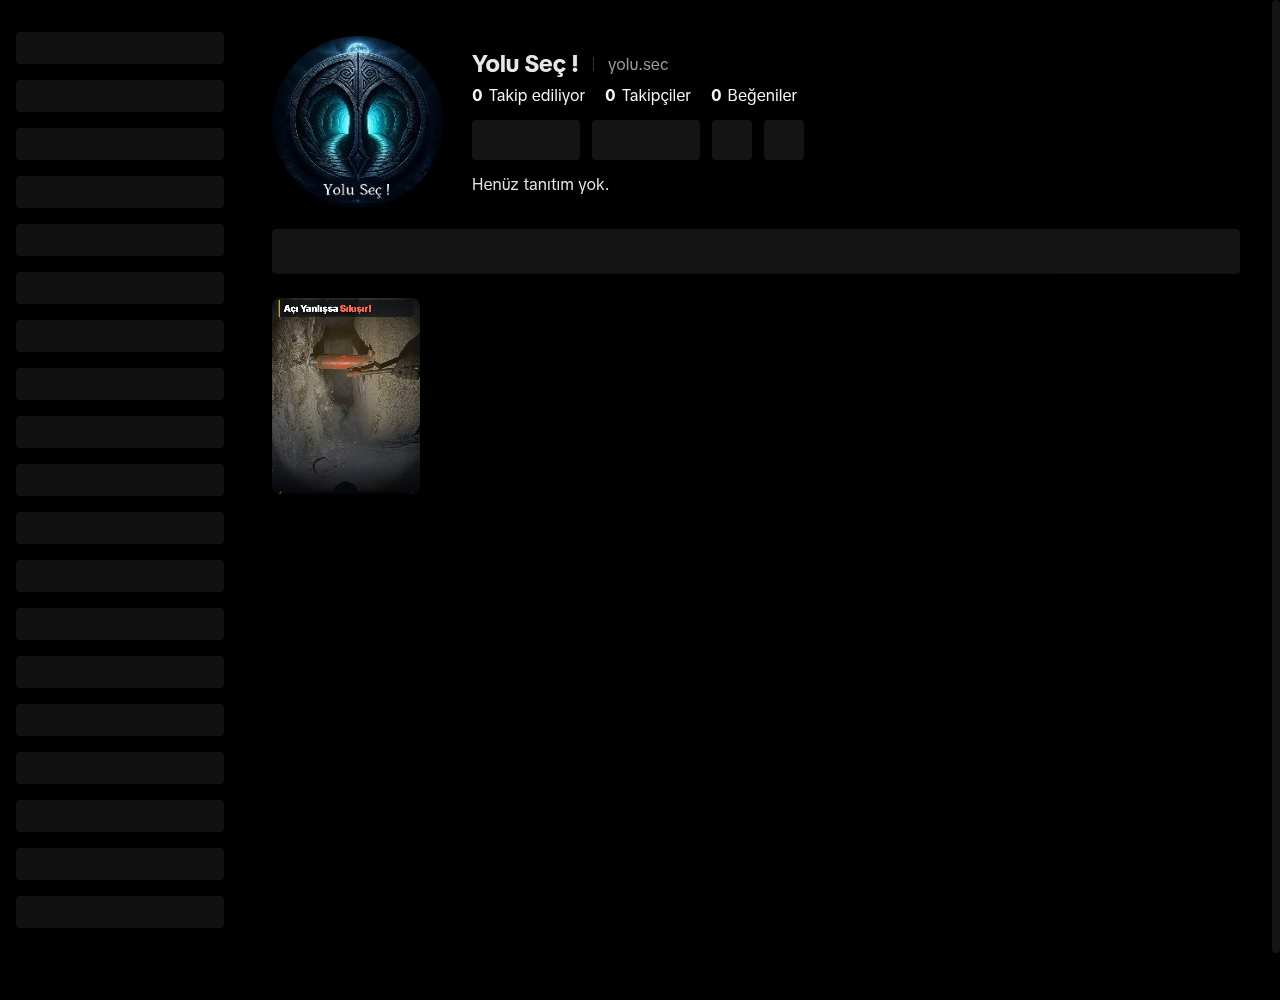 Yolu Seç !
Yolu Seç !
yolu.sec
0 Takip ediliyor
0 Takipçiler
0 Beğeniler
Henüz tanıtım yok.
Açı Yanlışsa Sıkışır!